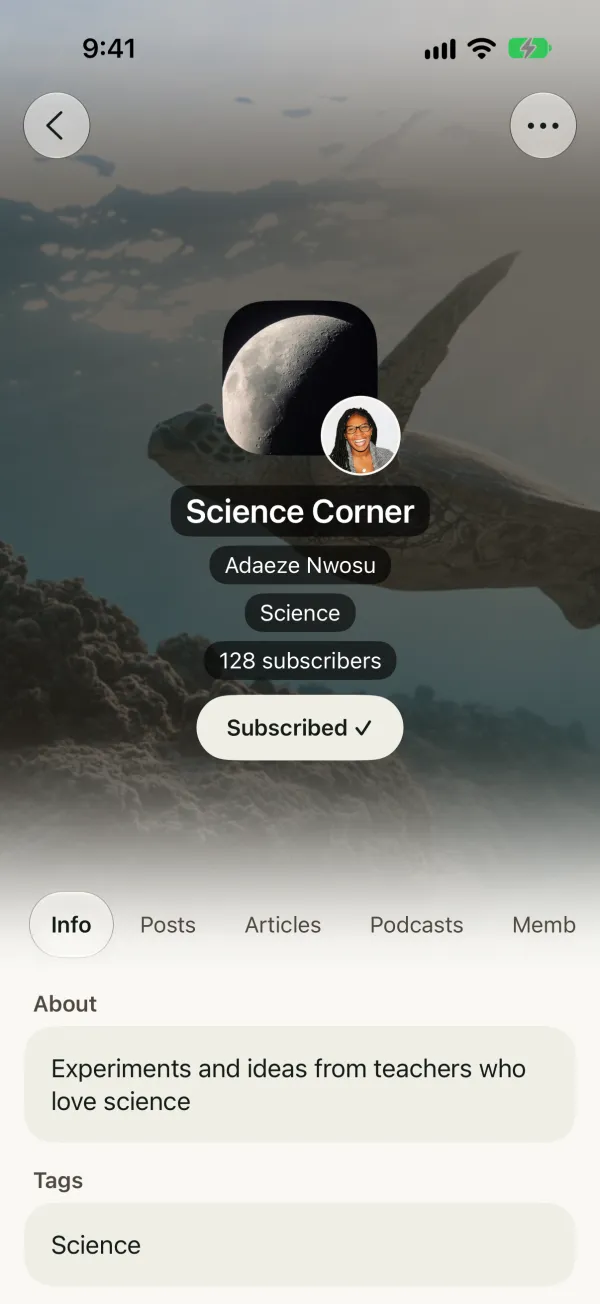 9:41
Science Corner
Adaeze Nwosu
Science
128 subscribers
Subscribed ✓
Info Posts Articles Podcasts Memb
About
Experiments and ideas from teachers who
love science
Tags
Science